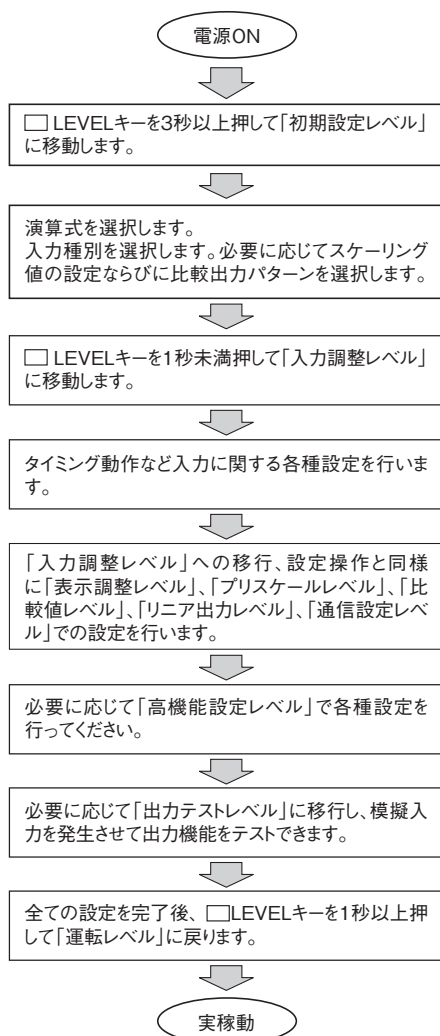 電源ON
□ LEVELキーを3秒以上押して「初期設定レベル」
に移動します。
演算式を選択します。
入力種別を選択します。必要に応じてスケーリング
値の設定ならびに比較出力パターンを選択します。
□ LEVELキーを1秒未満押して「入力調整レベル」
に移動します。
タイミング動作など入力に関する各種設定を行いま
す。
「入力調整レベル」への移行、設定操作と同様
に「表示調整レベル」、「プリスケールレベル」、「比
較値レベル」、「リニア出力レベル」、「通信設定レベ
ル」での設定を行います。
必要に応じて「高機能設定レベル」で各種設定を
行ってください。
必要に応じて「出力テストレベル」に移行し、模擬入
力を発生させて出力機能をテストできます。
全ての設定を完了後、□LEVELキーを1秒以上押
して「運転レベル」に戻ります。
実稼動